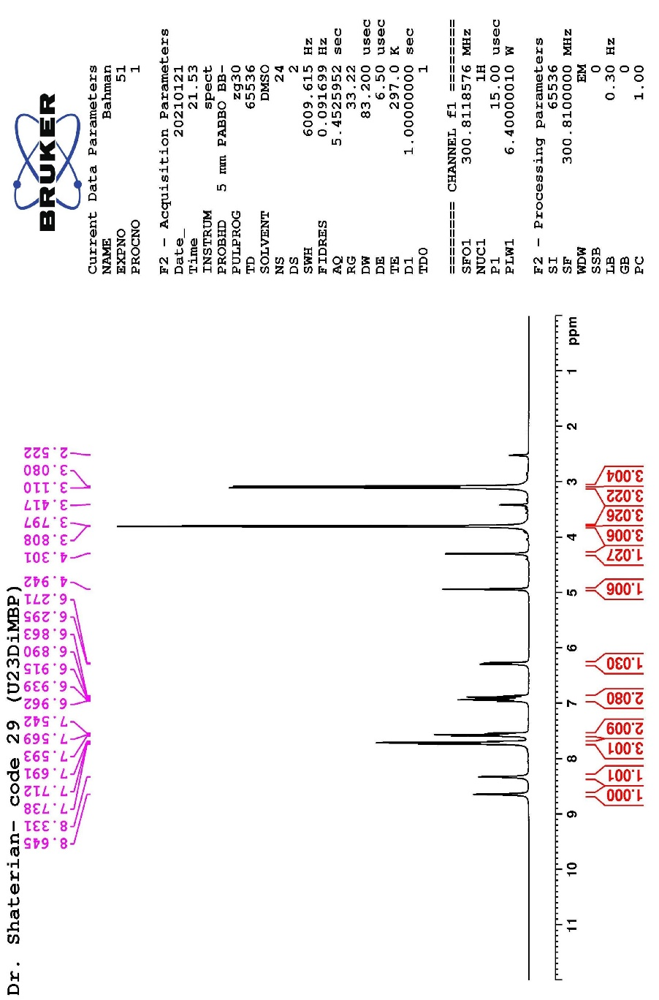 Dr. Shaterian- code 29 (U23DiMBP)
8.645
8.331
7.738
7.712
7.691
7.593
7.569
7.542
6.962
6.939
6.915
6.890
6.863
6.295
6.271
4.942
4.301
3.808
3.797
3.417
3.110
3.080
2.522
BRUKER
Current Data Parameters
NAME Bahman
EXPNO 51
PROCNO 1
F2 - Acquisition Parameters
Date_ 20210121
Time 21.53
INSTRUM spect
PROBHD 5 mm PABBO BB-
PULPROG zg30
TD 65536
SOLVENT DMSO
NS 24
DS 2
SWH 6009.615 Hz
FIDRES 0.091699 Hz
AQ 5.4525952 sec
RG 33.22
DW 83.200 usec
DE 6.50 usec
TE 297.0 K
D1 1.00000000 sec
TD0 1
======== CHANNEL f1 ========
SFO1 300.8118576 MHz
NUC1 1H
P1 15.00 usec
PLW1 6.40000010 W
F2 - Processing parameters
SI 65536
SF 300.8100000 MHz
WDW EM
SSB 0
LB 0.30 Hz
GB 0
PC 1.00
11 10 9 8 7 6 5 4 3 2 1 ppm
1.000
1.001
3.001
2.009
2.080
1.030
1.006
1.027
3.006
3.026
3.022
3.004